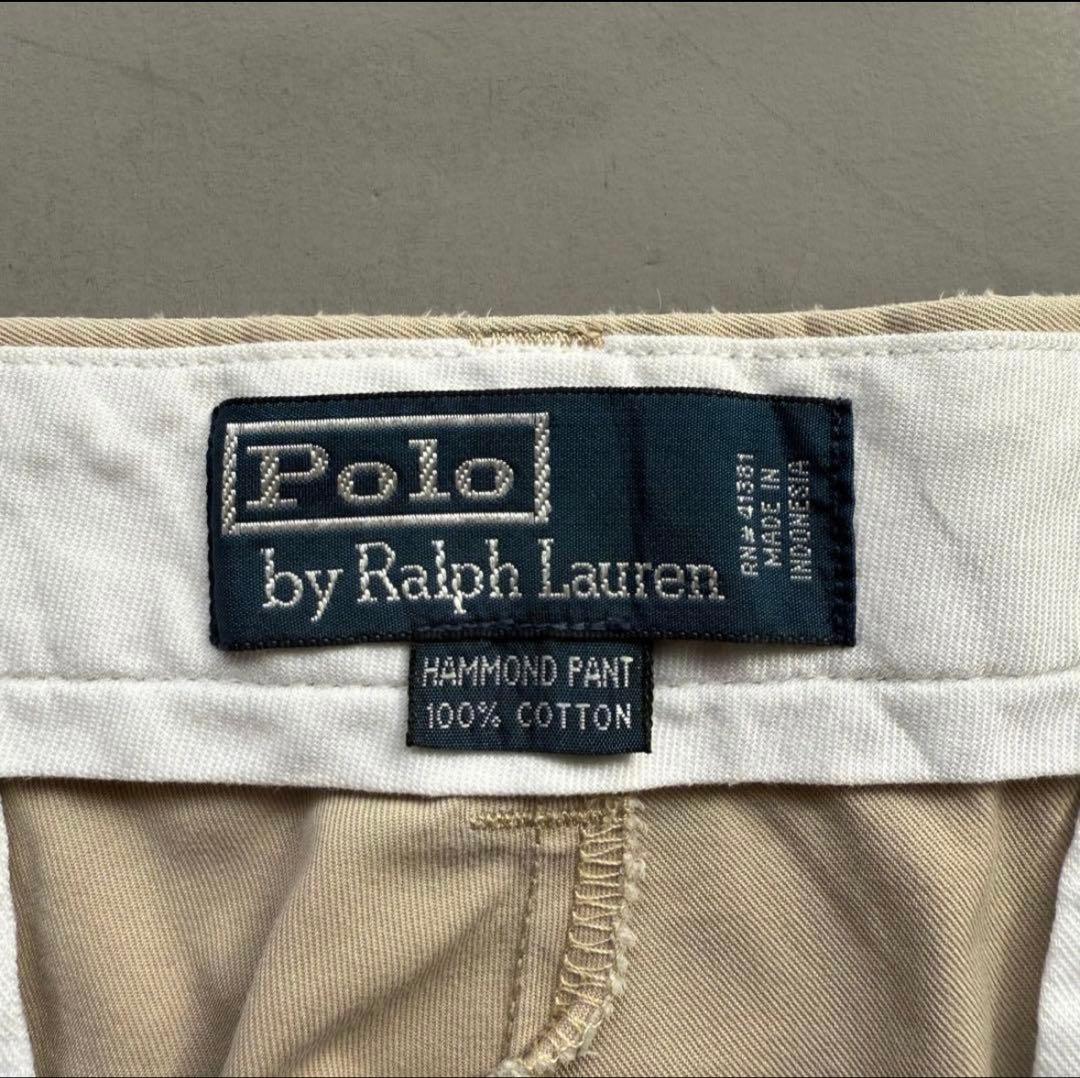 Polo
by Ralph Lauren
RN# 41381
MADE IN
INDONESIA
HAMMOND PANT
100% COTTON